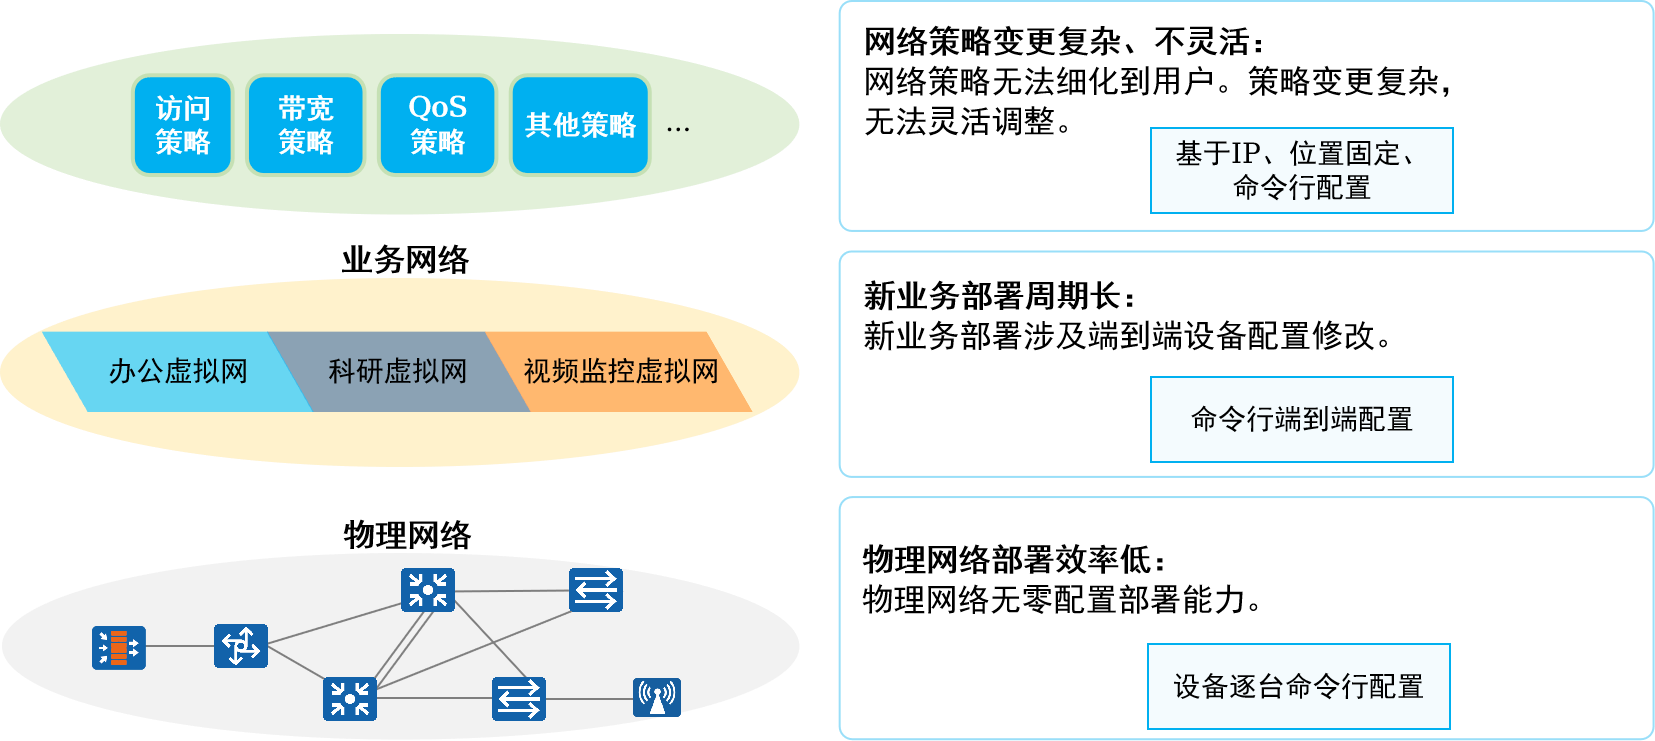 访问
策略
带宽
策略
QoS
策略
其他策略
...
业务网络
办公虚拟网
科研虚拟网
视频监控虚拟网
物理网络
网络策略变更复杂、不灵活：
网络策略无法细化到用户。策略变更复杂，
无法灵活调整。
基于IP、位置固定、
命令行配置
新业务部署周期长：
新业务部署涉及端到端设备配置修改。
命令行端到端配置
物理网络部署效率低：
物理网络无零配置部署能力。
设备逐台命令行配置